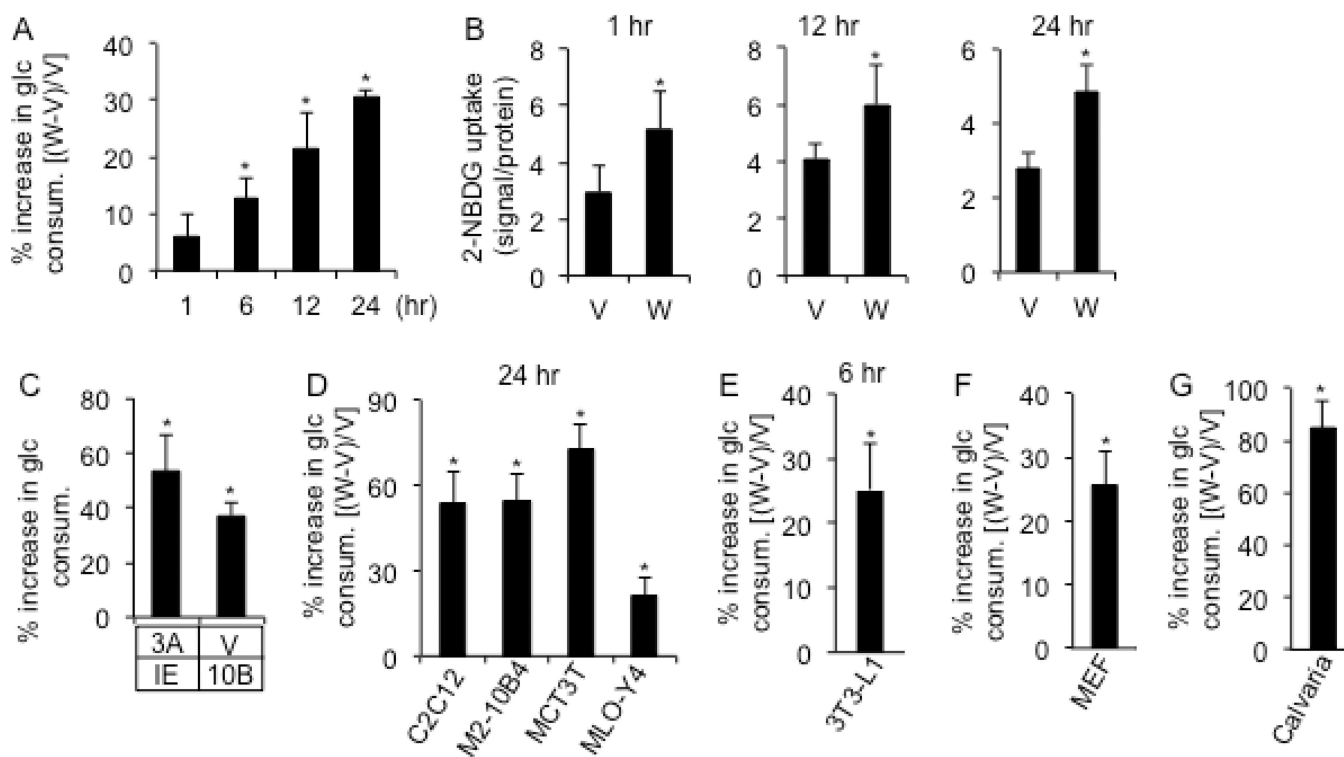 A
% increase in glc
consum. [(W-V)/V]
40
30
20
10
0
*
*
*
1 6 12 24 (hr)
B
1 hr
12 hr
24 hr
2-NBDG uptake
(signal/protein)
8
6
4
2
0
*
V W
8
6
4
2
0
*
V W
6
4
2
0
*
V W
C
% increase in glc
consum.
80
60
40
20
0
*
*
3A V
IE 10B
D
24 hr
% increase in glc
consum. [(W-V)/V]
90
60
30
0
*
*
*
*
C2C12
M2-10B4
MCT3T
MLO-Y4
E
6 hr
% increase in glc
consum. [(W-V)/V]
40
30
20
10
0
*
3T3-L1
F
% increase in glc
consum. [(W-V)/V]
40
30
20
10
0
*
MEF
G
% increase in glc
consum. [(W-V)/V]
100
80
60
40
20
0
*
Calvaria